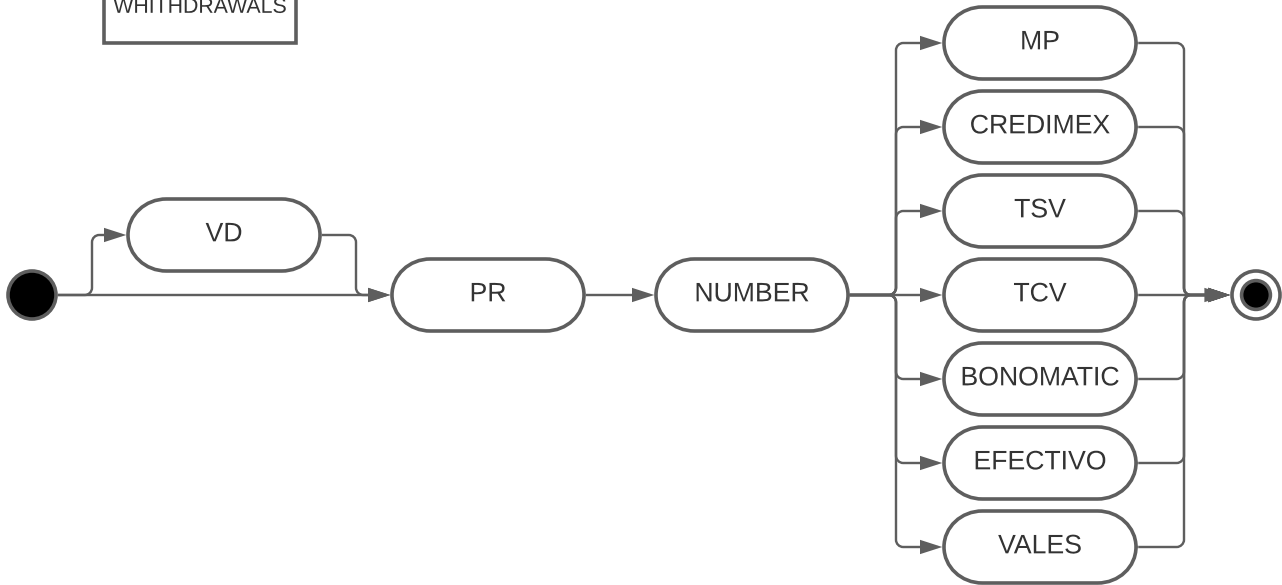 WHITHDRAWALS
VD
PR
NUMBER
MP
CREDIMEX
TSV
TCV
BONOMATIC
EFECTIVO
VALES